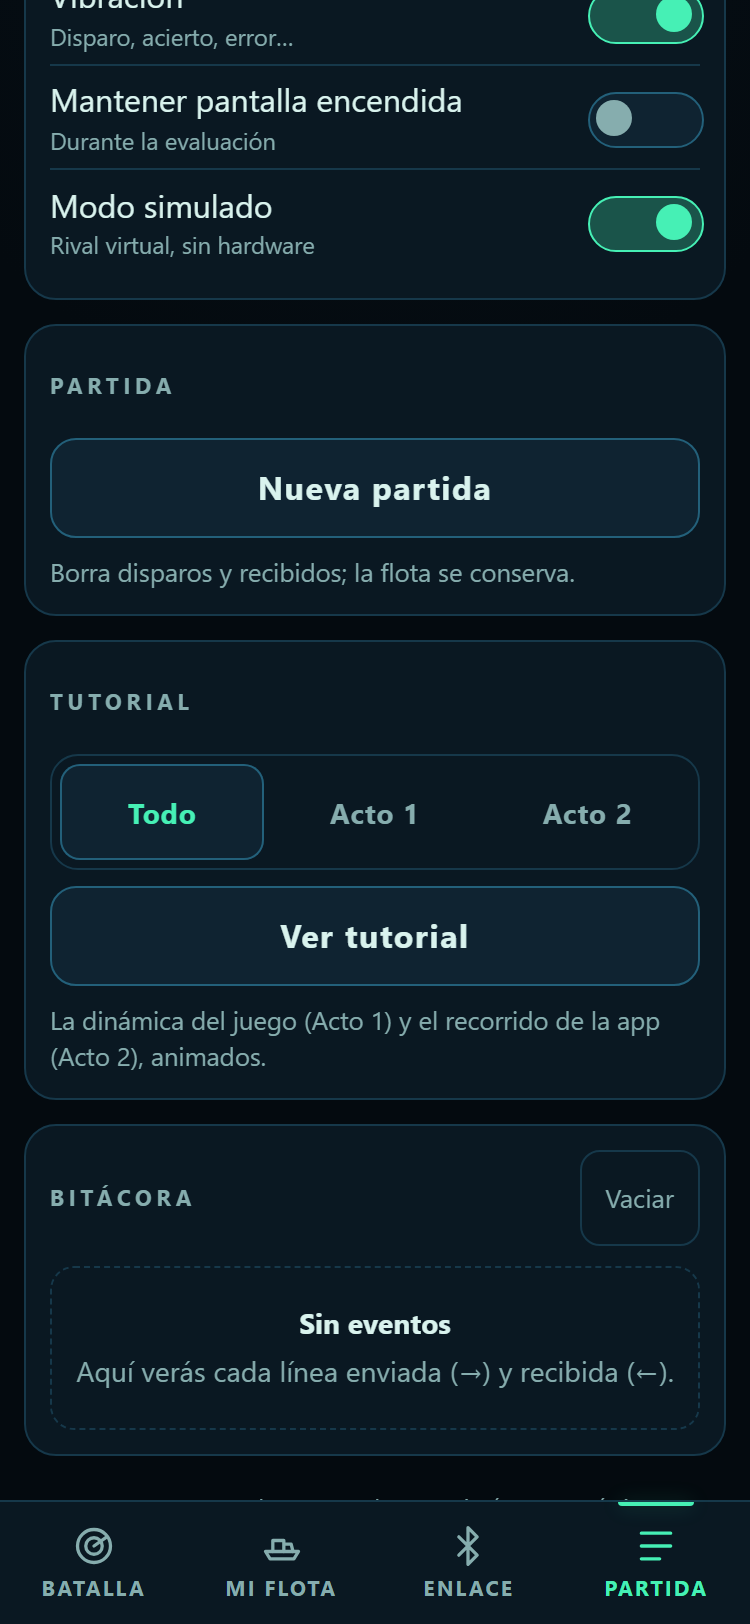 Vibración
Disparo, acierto, error...
Mantener pantalla encendida
Durante la evaluación
Modo simulado
Rival virtual, sin hardware
PARTIDA
Nueva partida
Borra disparos y recibidos; la flota se conserva.
TUTORIAL
Todo Acto 1 Acto 2
Ver tutorial
La dinámica del juego (Acto 1) y el recorrido de la app
(Acto 2), animados.
BITÁCORA Vaciar
Sin eventos
Aquí verás cada línea enviada (→) y recibida (←).
BATALLA MI FLOTA ENLACE PARTIDA